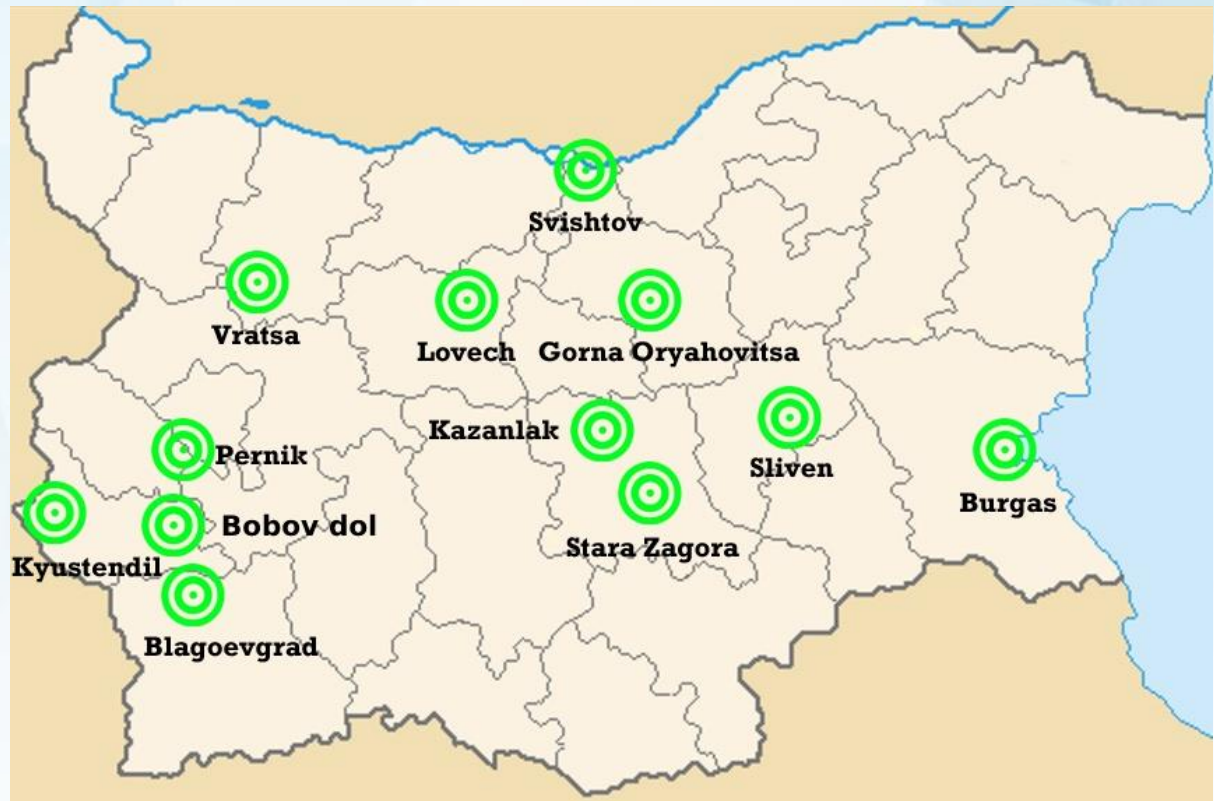 Svishtov
Vratsa
Lovech
Gorna Oryahovitsa
Kazanlak
Pernik
Sliven
Burgas
Bobov dol
Stara Zagora
Kyustendil
Blagoevgrad